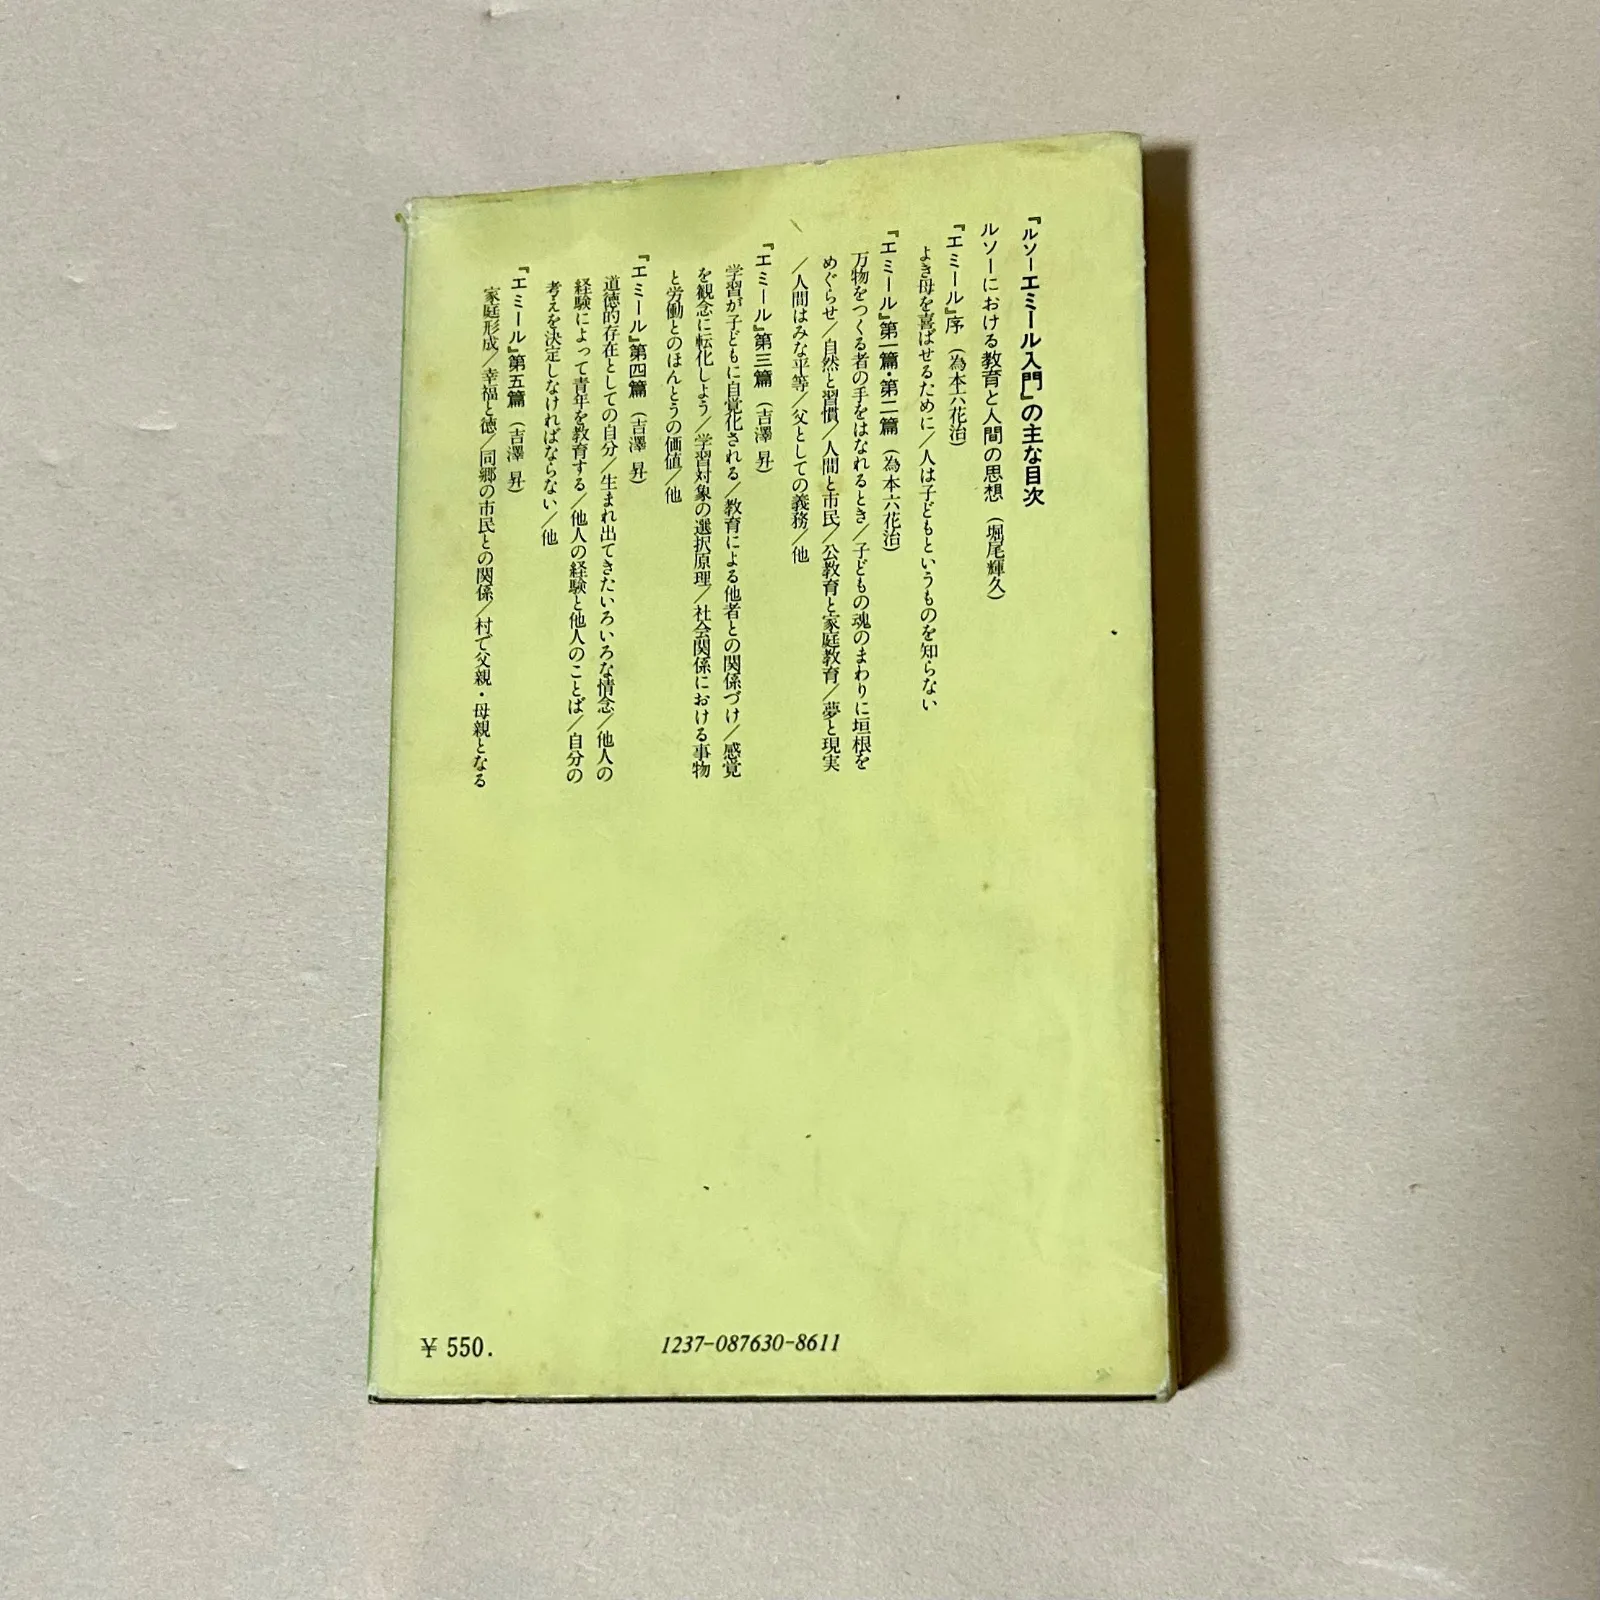 『ルソーエミール入門』の主な目次
ルソーにおける教育と人間の思想（堀尾輝久）
『エミール』序（為本六花治）
よき母を喜ばせるために／人は子どもというものを知らない
『エミール』第一篇・第二篇（為本六花治）
万物をつくる者の手をはなれるとき／子どもの魂のまわりに垣根を
めぐらせ／自然と習慣／人間と市民／公教育と家庭教育／夢と現実
／人間はみな平等／父としての義務／他
『エミール』第三篇（吉澤 昇）
学習が子どもに自覚化される／教育による他者との関係づけ／感覚
を観念に転化しよう／学習対象の選択原理／社会関係における事物
と労働とのほんとうの価値／他
『エミール』第四篇（吉澤 昇）
道徳的存在としての自分／生まれ出てきたいろいろな情念／他人の
経験によって青年を教育する／他人の経験と他人のことば／自分の
考えを決定しなければならない／他
『エミール』第五篇（吉澤 昇）
家庭形成／幸福と徳／同郷の市民との関係／村で父親・母親となる
¥ 550.
1237-087630-8611